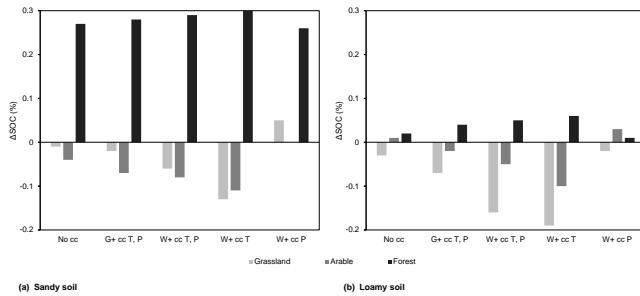 0.3
0.2
0.1
0
-0.1
-0.2
ΔSOC (%)
No cc
G+ cc T, P
W+ cc T, P
W+ cc T
W+ cc P
0.3
0.2
0.1
0
-0.1
-0.2
ΔSOC (%)
No cc
G+ cc T, P
W+ cc T, P
W+ cc T
W+ cc P
Grassland Arable Forest
(a) Sandy soil
(b) Loamy soil